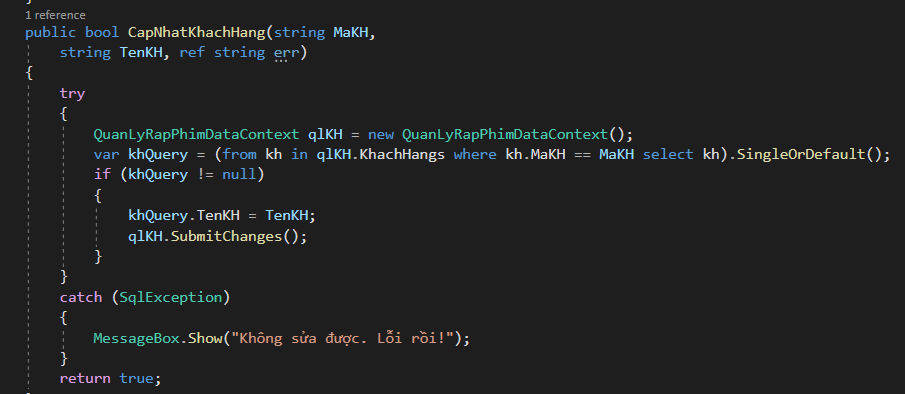 1 reference
public bool CapNhatKhachHang(string MaKH,
string TenKH, ref string err)
{
try
{
QuanLyRapPhimDataContext qlKH = new QuanLyRapPhimDataContext();
var khQuery = (from kh in qlKH.KhachHangs where kh.MaKH == MaKH select kh).SingleOrDefault();
if (khQuery != null)
{
khQuery.TenKH = TenKH;
qlKH.SubmitChanges();
}
}
catch (SqlException)
{
MessageBox.Show("Không sửa được. Lỗi rồi!");
}
return true;